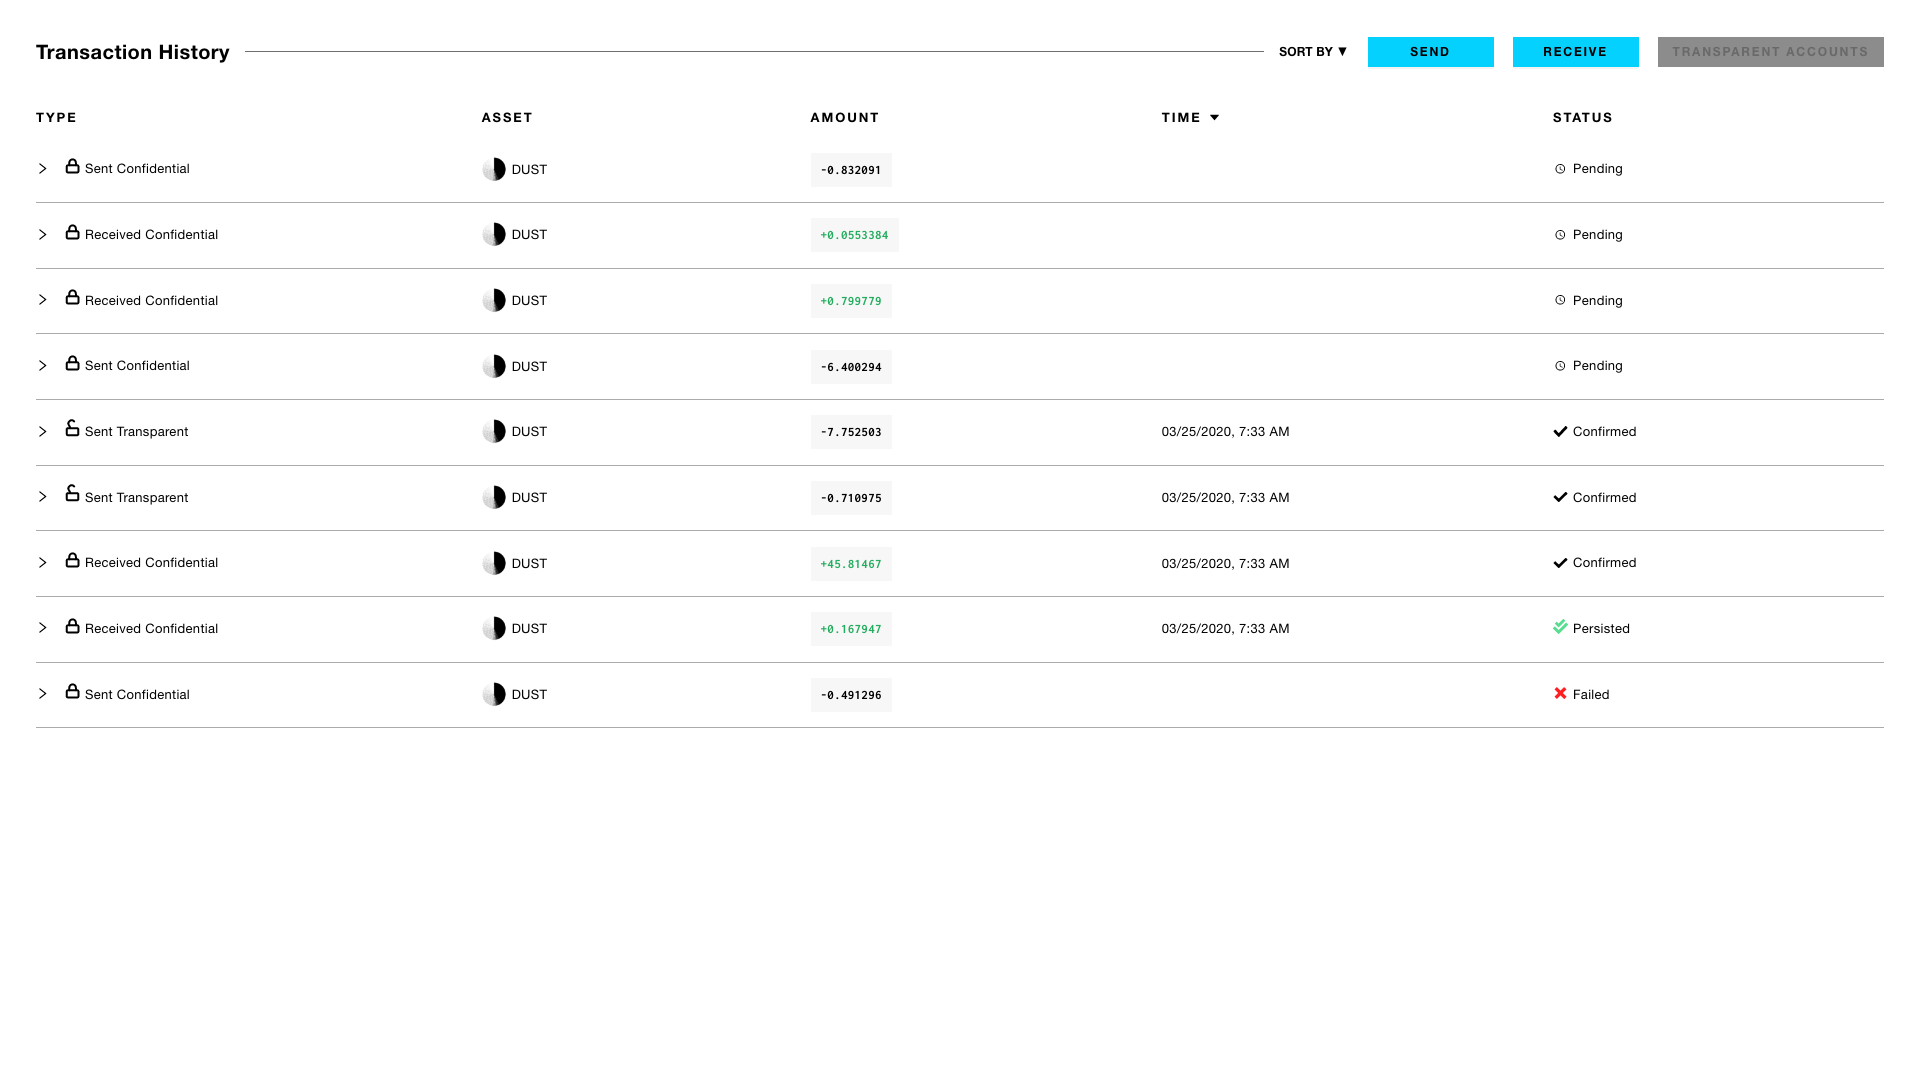 Transaction History SORT BY ▼ SEND RECEIVE TRANSPARENT ACCOUNTS
TYPE ASSET AMOUNT TIME ▼ STATUS
Sent Confidential DUST -0.832091 Pending
Received Confidential DUST +0.0553384 Pending
Received Confidential DUST +0.799779 Pending
Sent Confidential DUST -6.400294 Pending
Sent Transparent DUST -7.752503 03/25/2020, 7:33 AM Confirmed
Sent Transparent DUST -0.710975 03/25/2020, 7:33 AM Confirmed
Received Confidential DUST +45.81467 03/25/2020, 7:33 AM Confirmed
Received Confidential DUST +0.167947 03/25/2020, 7:33 AM Persisted
Sent Confidential DUST -0.491296 Failed